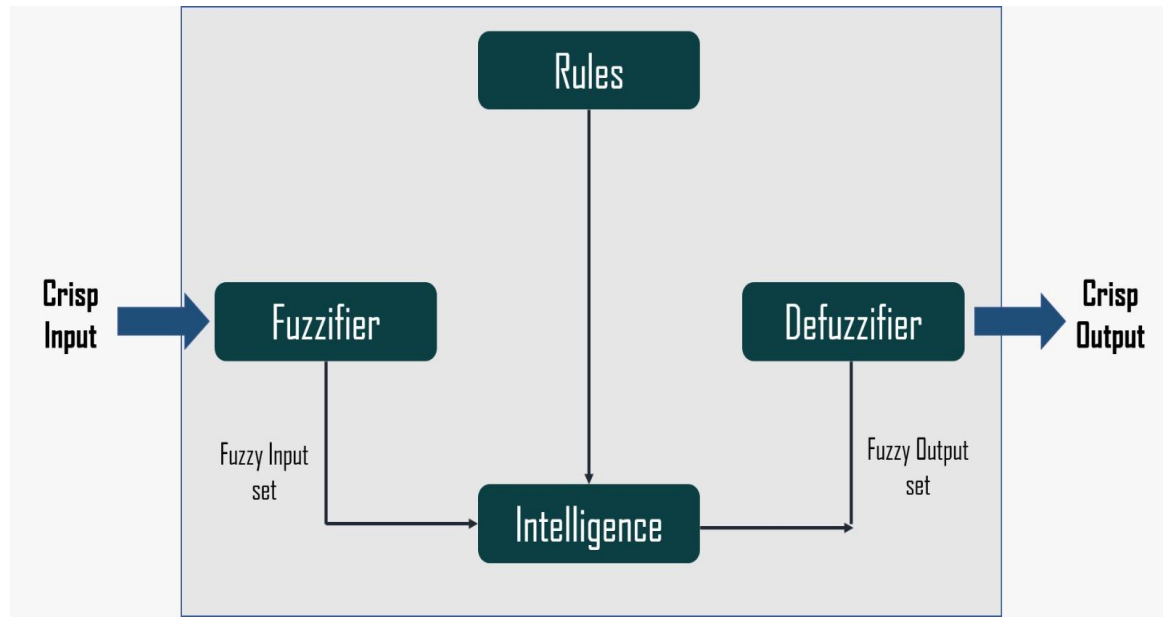 Rules
Crisp
Input
Fuzzifier
Defuzzifier
Crisp
Output
Fuzzy Input
set
Fuzzy Output
set
Intelligence